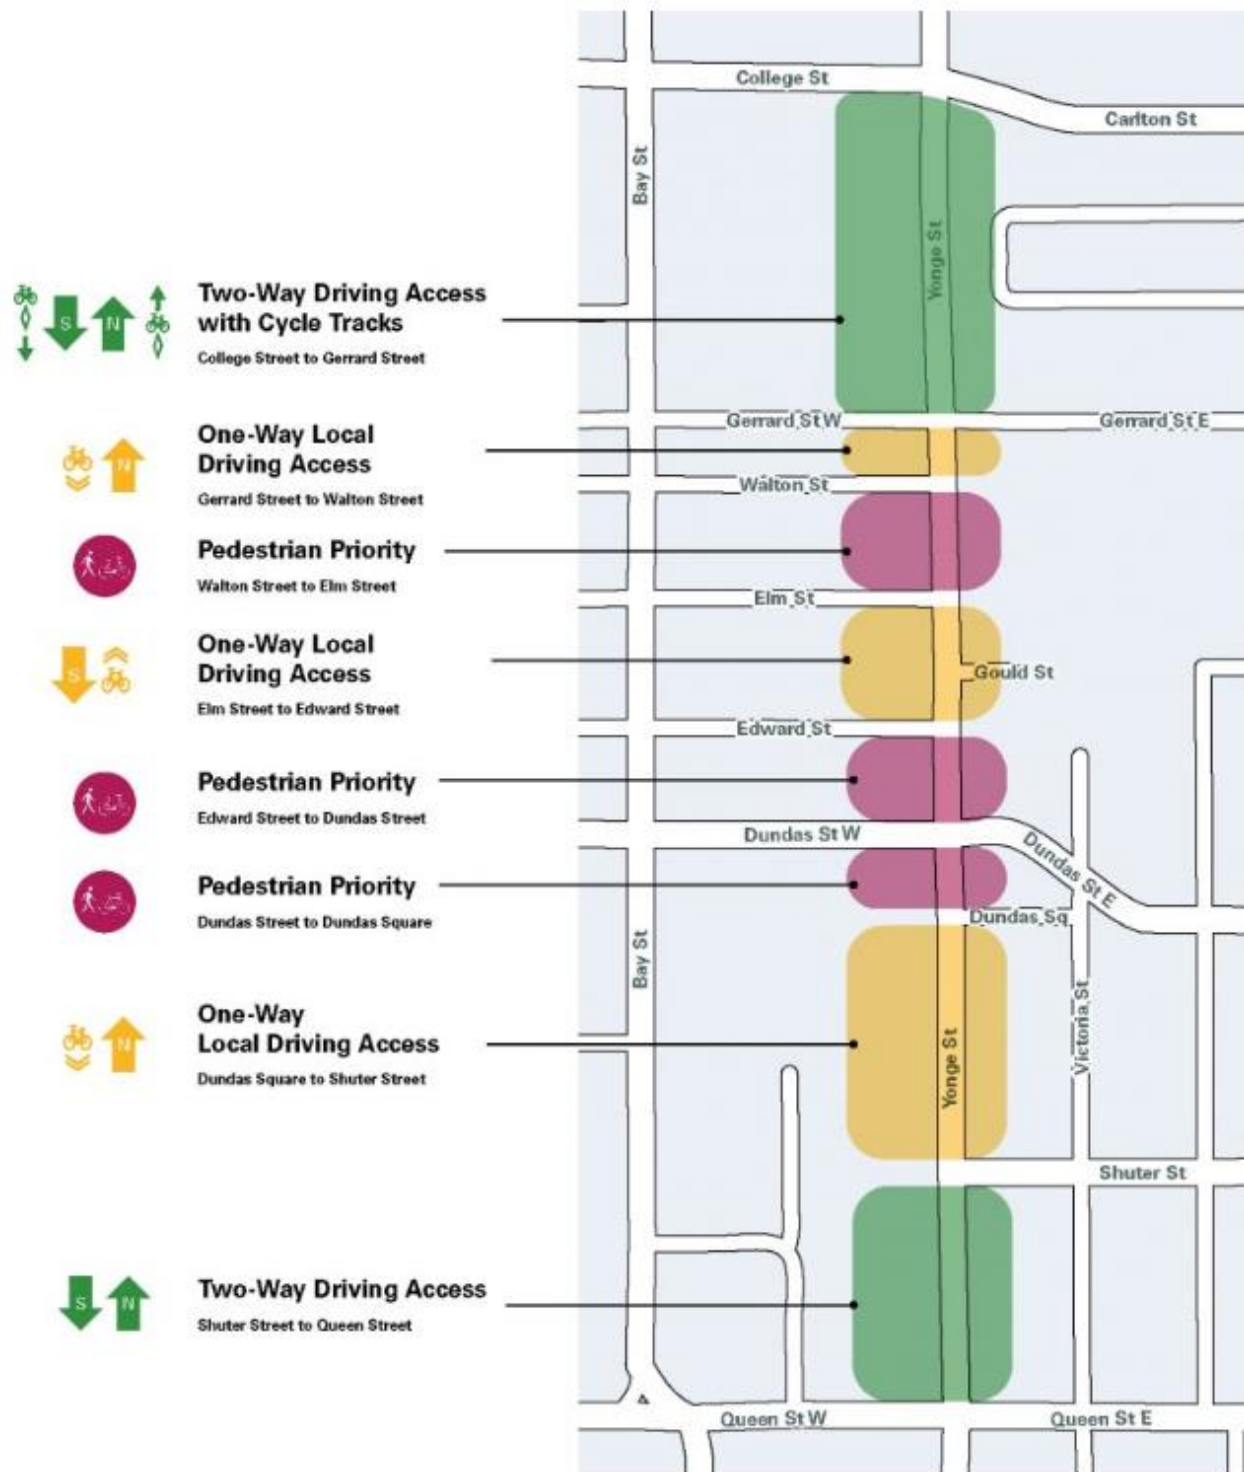 College St
Carlton St
Bay St
Yonge St
S N
Two-Way Driving Access
with Cycle Tracks
College Street to Gerrard Street
Gerrard St W
Gerrard St E
N
One-Way Local
Driving Access
Gerrard Street to Walton Street
Walton St
Pedestrian Priority
Walton Street to Elm Street
Elm St
S
One-Way Local
Driving Access
Elm Street to Edward Street
Gould St
Edward St
Pedestrian Priority
Edward Street to Dundas Street
Dundas St W
Dundas St E
Pedestrian Priority
Dundas Street to Dundas Square
Dundas Sq
Bay St
Victoria St
N
One-Way
Local Driving Access
Dundas Square to Shuter Street
Yonge St
Shuter St
S N
Two-Way Driving Access
Shuter Street to Queen Street
Queen St W
Queen St E